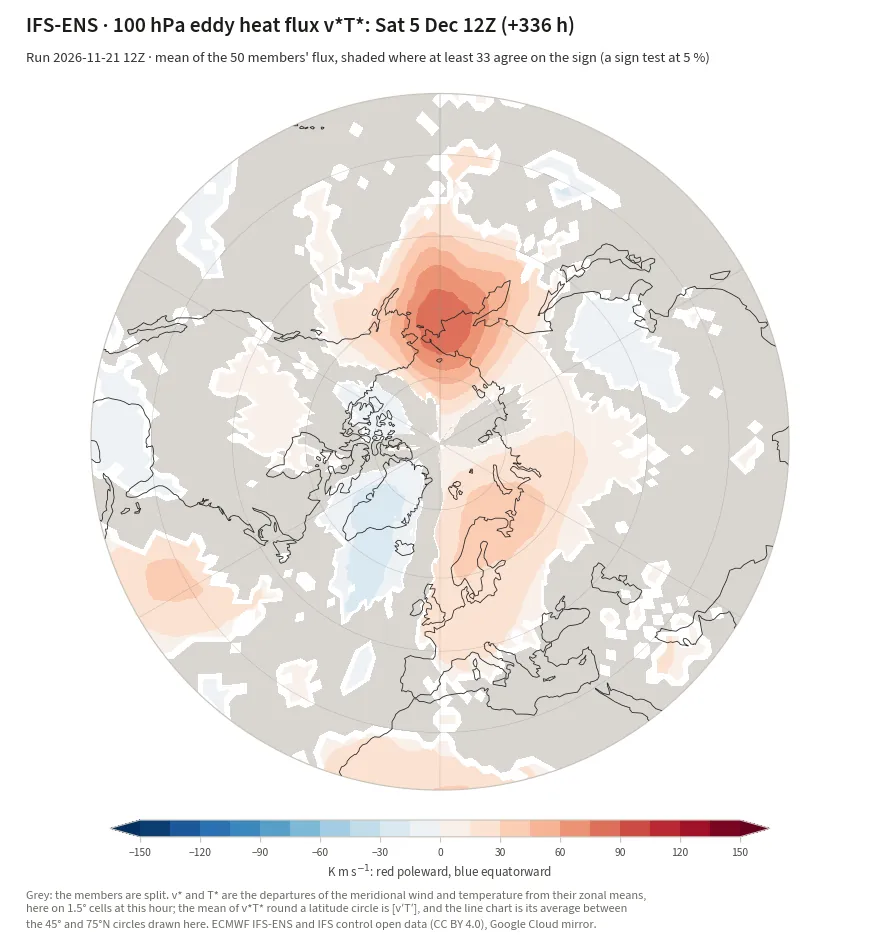 IFS-ENS · 100 hPa eddy heat flux v*T*: Sat 5 Dec 12Z (+336 h)
Run 2026-11-21 12Z · mean of the 50 members' flux, shaded where at least 33 agree on the sign (a sign test at 5 %)
−150 −120 −90 −60 −30 0 30 60 90 120 150
K m s⁻¹: red poleward, blue equatorward
Grey: the members are split. v* and T* are the departures of the meridional wind and temperature from their zonal means,
here on 1.5° cells at this hour; the mean of v*T* round a latitude circle is [v'T'], and the line chart is its average between
the 45° and 75°N circles drawn here. ECMWF IFS-ENS and IFS control open data (CC BY 4.0), Google Cloud mirror.